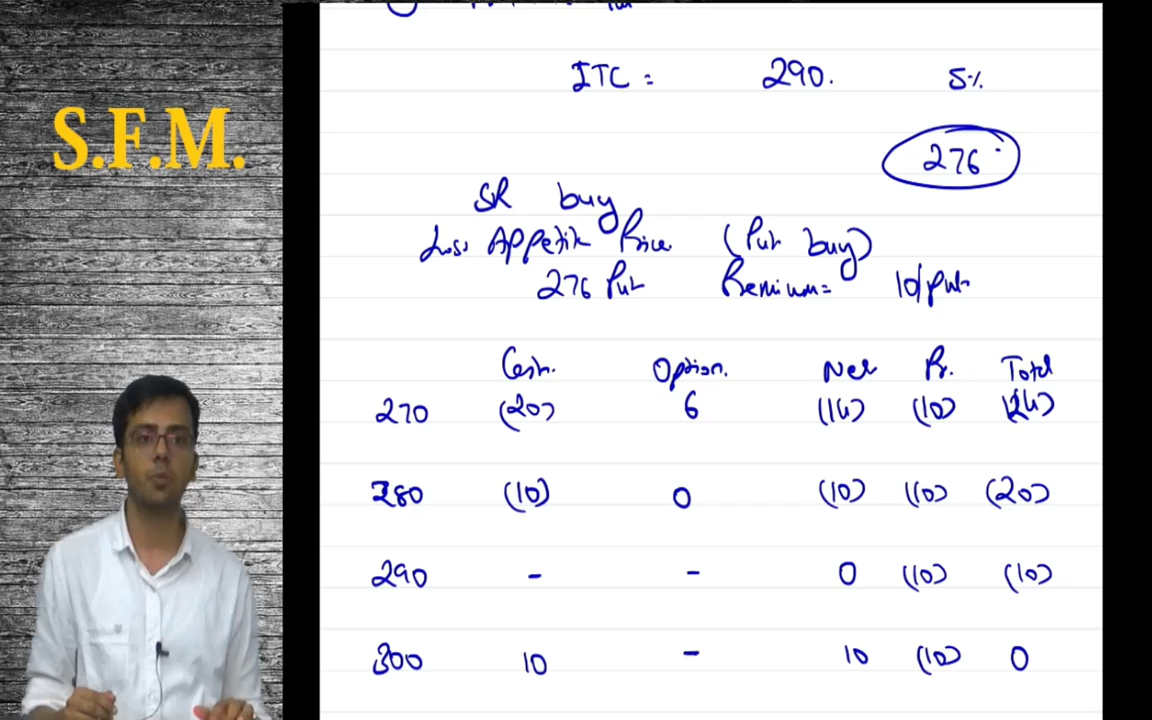 S.F.M.
ITC = 290. 5%
276
SR buy
Loss Appetite Price (Put buy)
276 Put Premium = 10/put
Cash. Option. Net Pr. Total
270 (20) 6 (14) (10) (24)
280 (10) 0 (10) (10) (20)
290 - - 0 (10) (10)
300 10 - 10 (10) 0